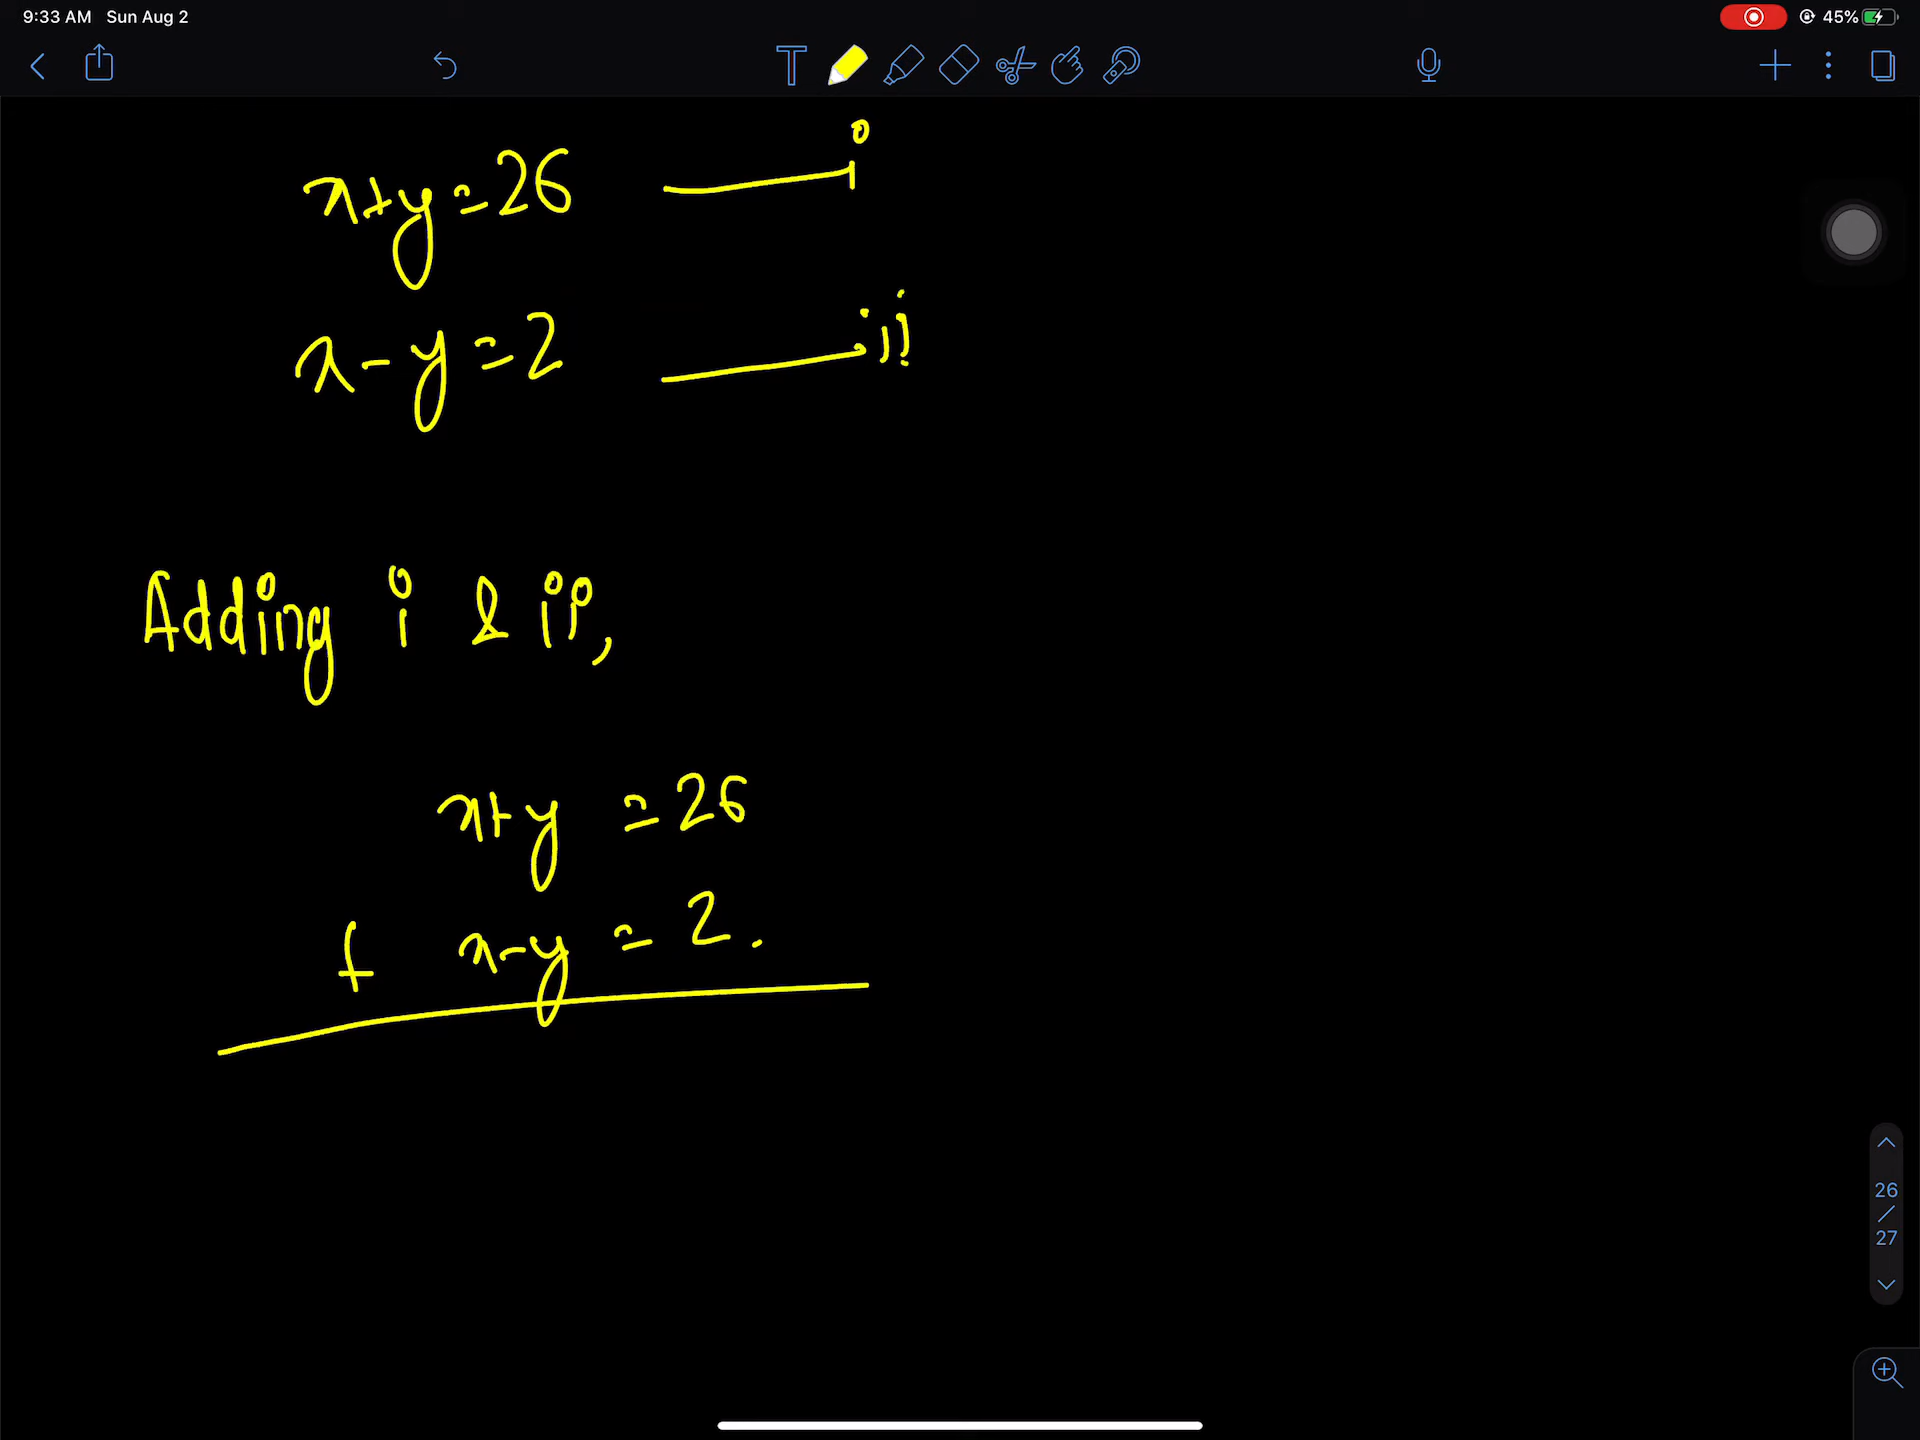 9:33 AM Sun Aug 2
45%
T
x+y=26 i
x-y=2 ii
Adding i & ii,
x+y = 26
+ x-y = 2.
26
/
27